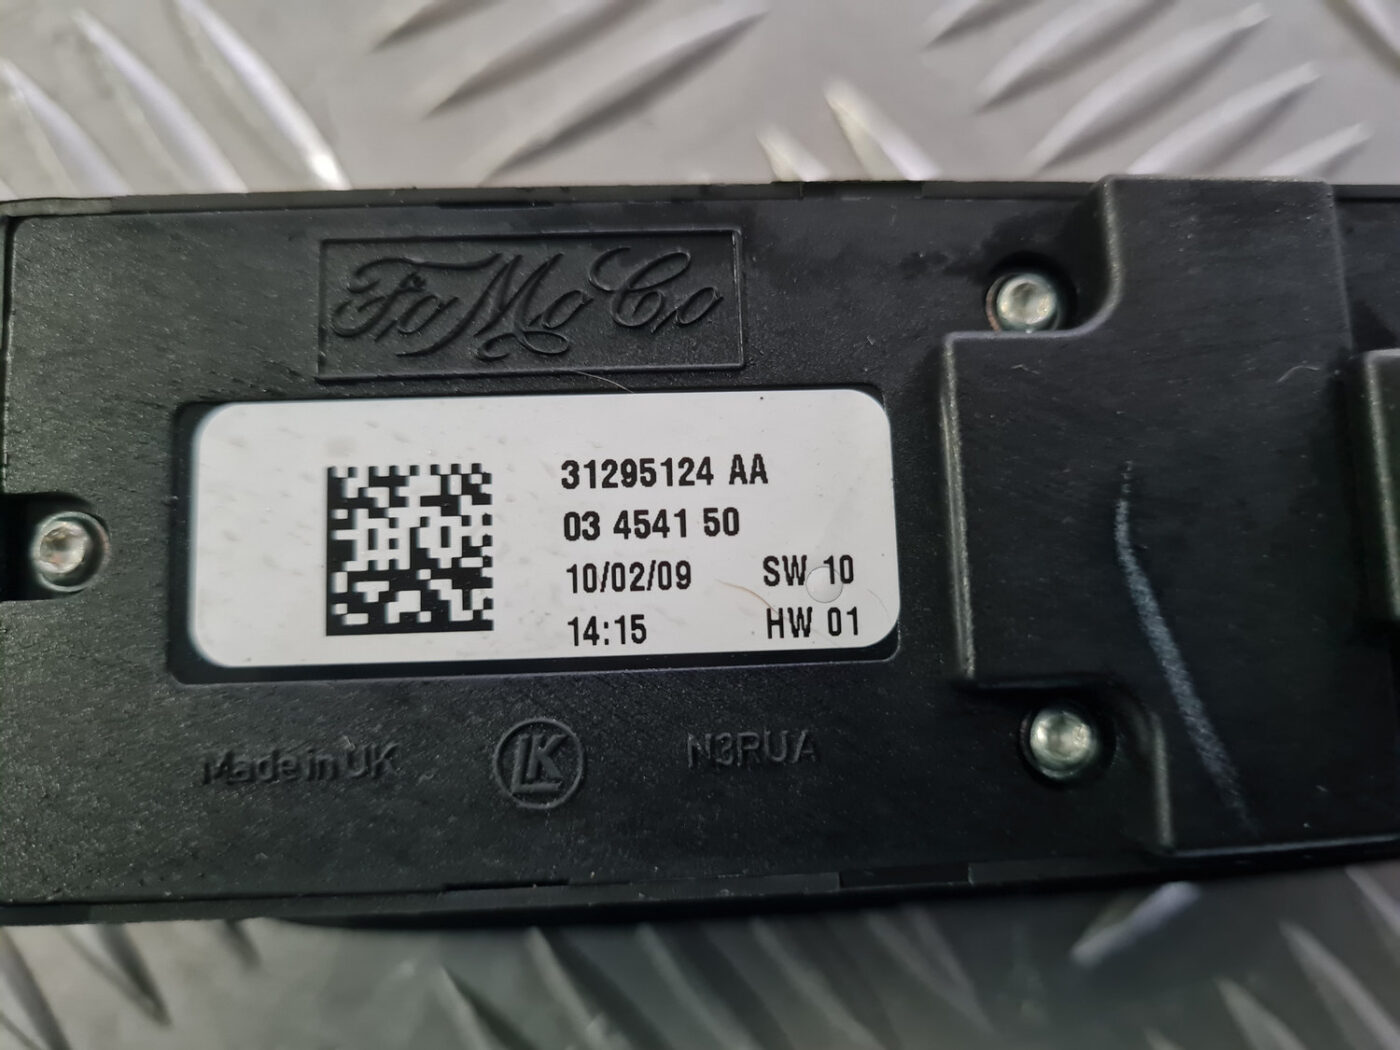 FoMoCo
31295124 AA
03 4541 50
10/02/09 SW 10
14:15 HW 01
Made in UK LK N3RUA